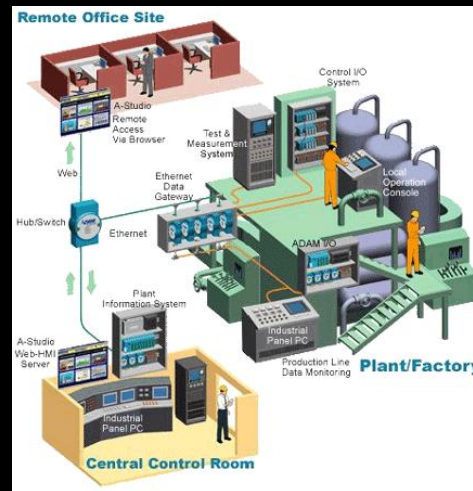 Remote Office Site
A-Studio
Remote
Access
Via Browser
Web
Hub/Switch
Control I/O
System
Test &
Measurement
System
Local
Operation
Console
Ethernet
Data
Gateway
Ethernet
ADAM I/O
Plant
Information System
Industrial
Panel PC
Production Line
Data Monitoring
Plant/Factory
A-Studio
Web-HMI
Server
Industrial
Panel PC
Central Control Room